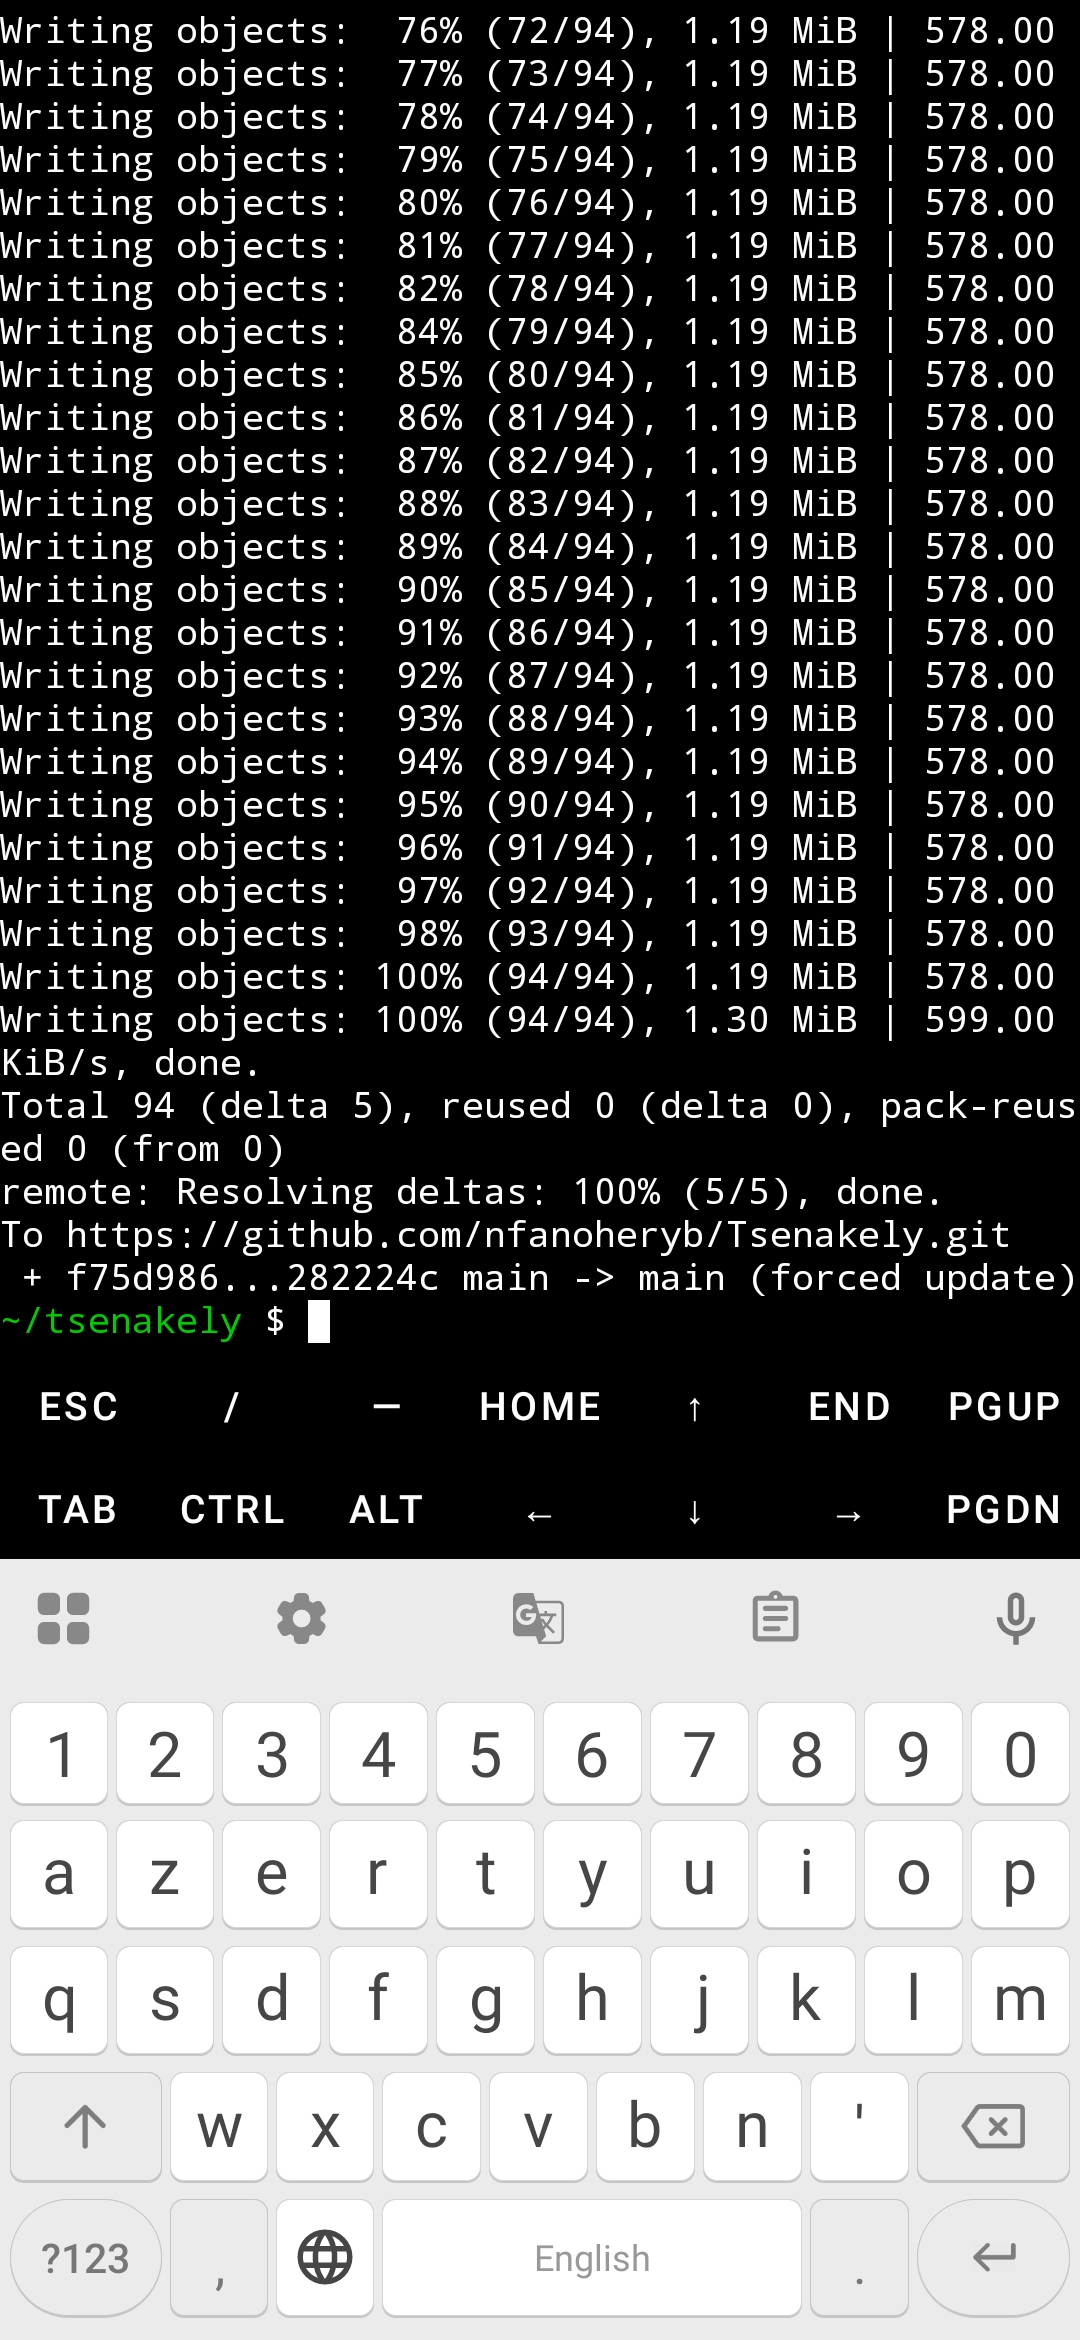 Writing objects:  76% (72/94), 1.19 MiB | 578.00
Writing objects:  77% (73/94), 1.19 MiB | 578.00
Writing objects:  78% (74/94), 1.19 MiB | 578.00
Writing objects:  79% (75/94), 1.19 MiB | 578.00
Writing objects:  80% (76/94), 1.19 MiB | 578.00
Writing objects:  81% (77/94), 1.19 MiB | 578.00
Writing objects:  82% (78/94), 1.19 MiB | 578.00
Writing objects:  84% (79/94), 1.19 MiB | 578.00
Writing objects:  85% (80/94), 1.19 MiB | 578.00
Writing objects:  86% (81/94), 1.19 MiB | 578.00
Writing objects:  87% (82/94), 1.19 MiB | 578.00
Writing objects:  88% (83/94), 1.19 MiB | 578.00
Writing objects:  89% (84/94), 1.19 MiB | 578.00
Writing objects:  90% (85/94), 1.19 MiB | 578.00
Writing objects:  91% (86/94), 1.19 MiB | 578.00
Writing objects:  92% (87/94), 1.19 MiB | 578.00
Writing objects:  93% (88/94), 1.19 MiB | 578.00
Writing objects:  94% (89/94), 1.19 MiB | 578.00
Writing objects:  95% (90/94), 1.19 MiB | 578.00
Writing objects:  96% (91/94), 1.19 MiB | 578.00
Writing objects:  97% (92/94), 1.19 MiB | 578.00
Writing objects:  98% (93/94), 1.19 MiB | 578.00
Writing objects: 100% (94/94), 1.19 MiB | 578.00
Writing objects: 100% (94/94), 1.30 MiB | 599.00
KiB/s, done.
Total 94 (delta 5), reused 0 (delta 0), pack-reus
ed 0 (from 0)
remote: Resolving deltas: 100% (5/5), done.
To https://github.com/nfanoheryb/Tsenakely.git
 + f75d986...282224c main -> main (forced update)
~/tsenakely $
ESC / — HOME ↑ END PGUP
TAB CTRL ALT ← ↓ → PGDN
G 文
1 2 3 4 5 6 7 8 9 0
a z e r t y u i o p
q s d f g h j k l m
w x c v b n '
?123 , English .